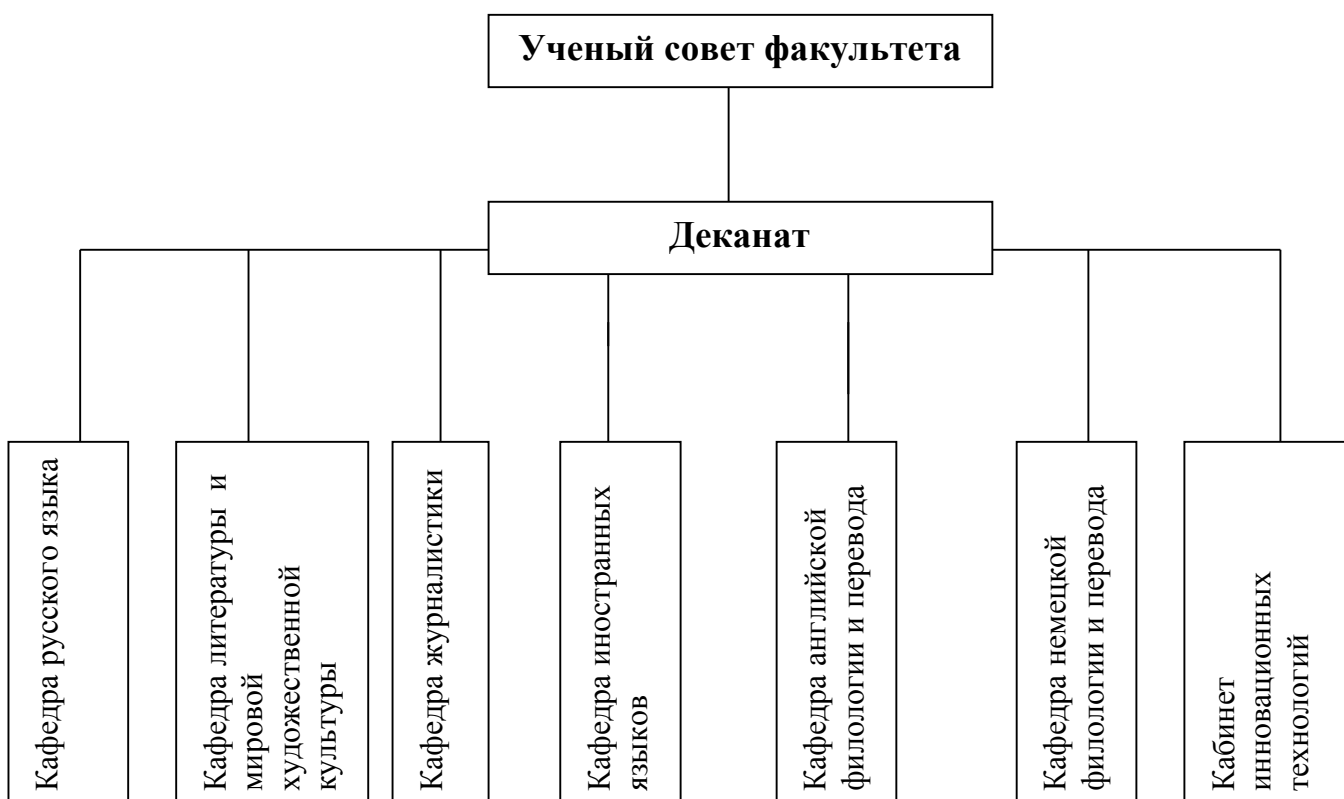 Ученый совет факультета
Деканат
Кафедра русского языка
Кафедра литературы и
мировой
художественной
культуры
Кафедра журналистики
Кафедра иностранных
языков
Кафедра английской
филологии и перевода
Кафедра немецкой
филологии и перевода
Кабинет
инновационных
технологий